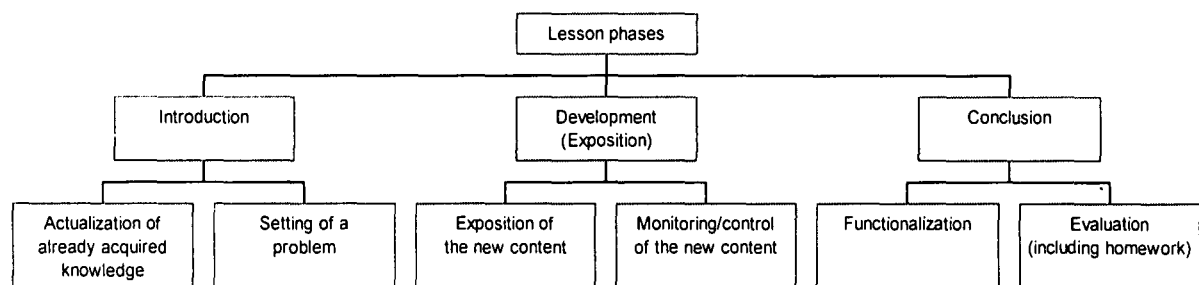 Lesson phases
Introduction
Development
(Exposition)
Conclusion
Actualization of
already acquired
knowledge
Setting of a
problem
Exposition of
the new content
Monitoring/control
of the new content
Functionalization
Evaluation
(including homework)